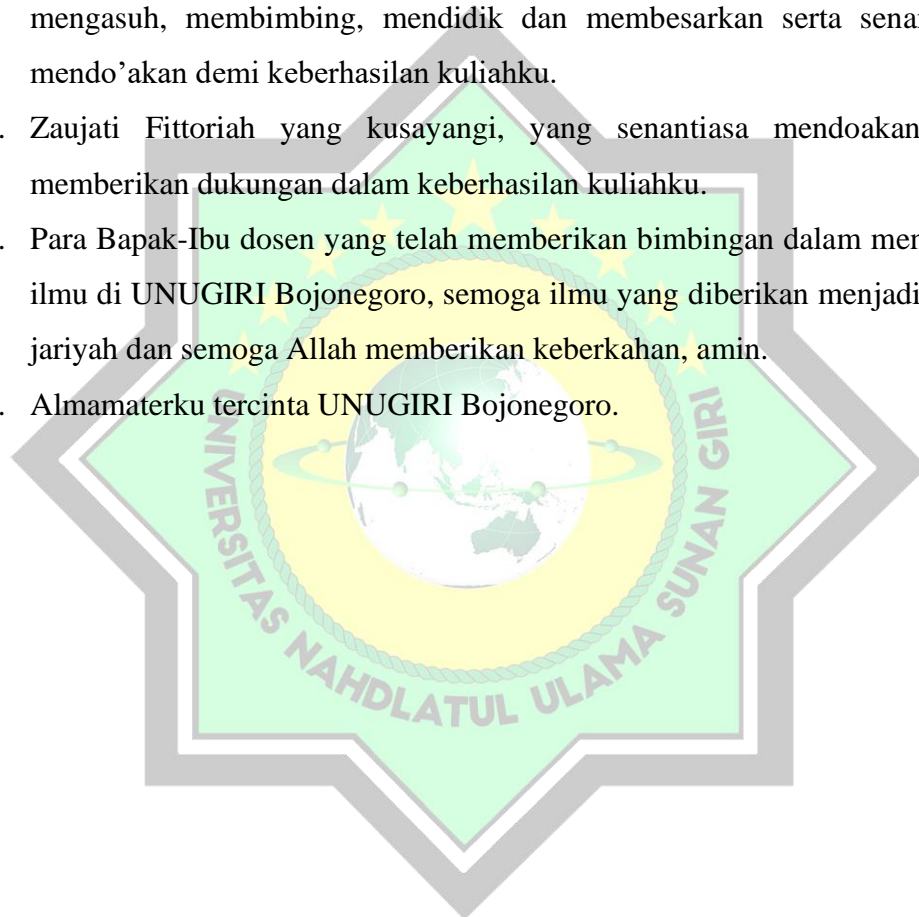 mengasuh, membimbing, mendidik dan membesarkan serta
mendo’akan demi keberhasilan kuliahku.
. Zaujati Fittoriah yang kusayangi, yang senantiasa mendoakan
memberikan dukungan dalam keberhasilan kuliahku.
. Para Bapak-Ibu dosen yang telah memberikan bimbingan dalam
ilmu di UNUGIRI Bojonegoro, semoga ilmu yang diberikan menjadi
jariyah dan semoga Allah memberikan keberkahan, amin.
. Almamaterku tercinta UNUGIRI Bojonegoro.
UNIVERSITAS NAHDLATUL ULAMA SUNAN GIRI